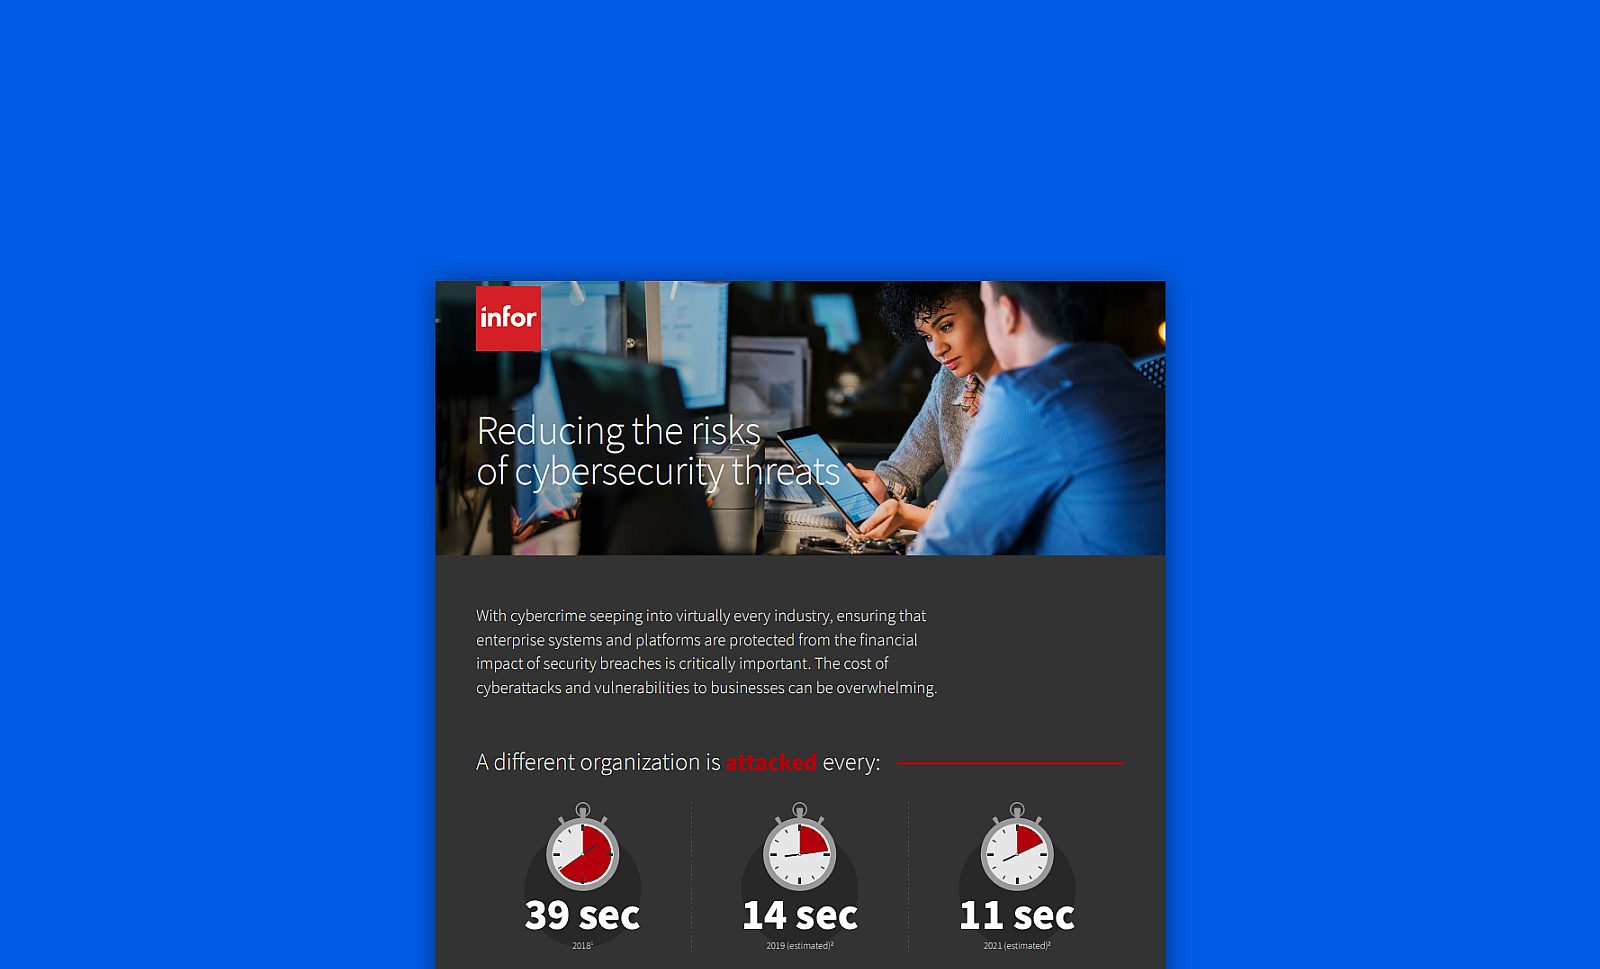 infor
Reducing the risks
of cybersecurity threats
With cybercrime seeping into virtually every industry, ensuring that
enterprise systems and platforms are protected from the financial
impact of security breaches is critically important. The cost of
cyberattacks and vulnerabilities to businesses can be overwhelming.
A different organization is attacked every:
39 sec
14 sec
11 sec
2018¹
2019 (estimated)²
2021 (estimated)²